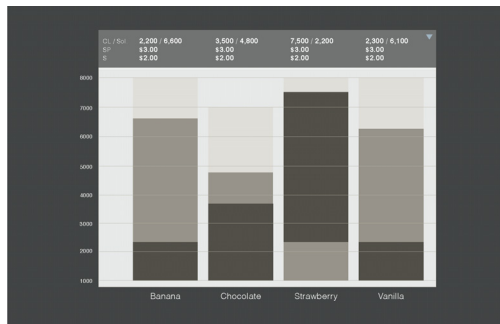 CL / Sol 2,200 / 6,600 3,500 / 4,800 7,500 / 2,200 2,300 / 6,100
SP $3.00 $3.00 $3.00 $3.00
S $2.00 $2.00 $2.00 $2.00
8000
7000
6000
5000
4000
3000
2000
1000
Banana Chocolate Strawberry Vanilla